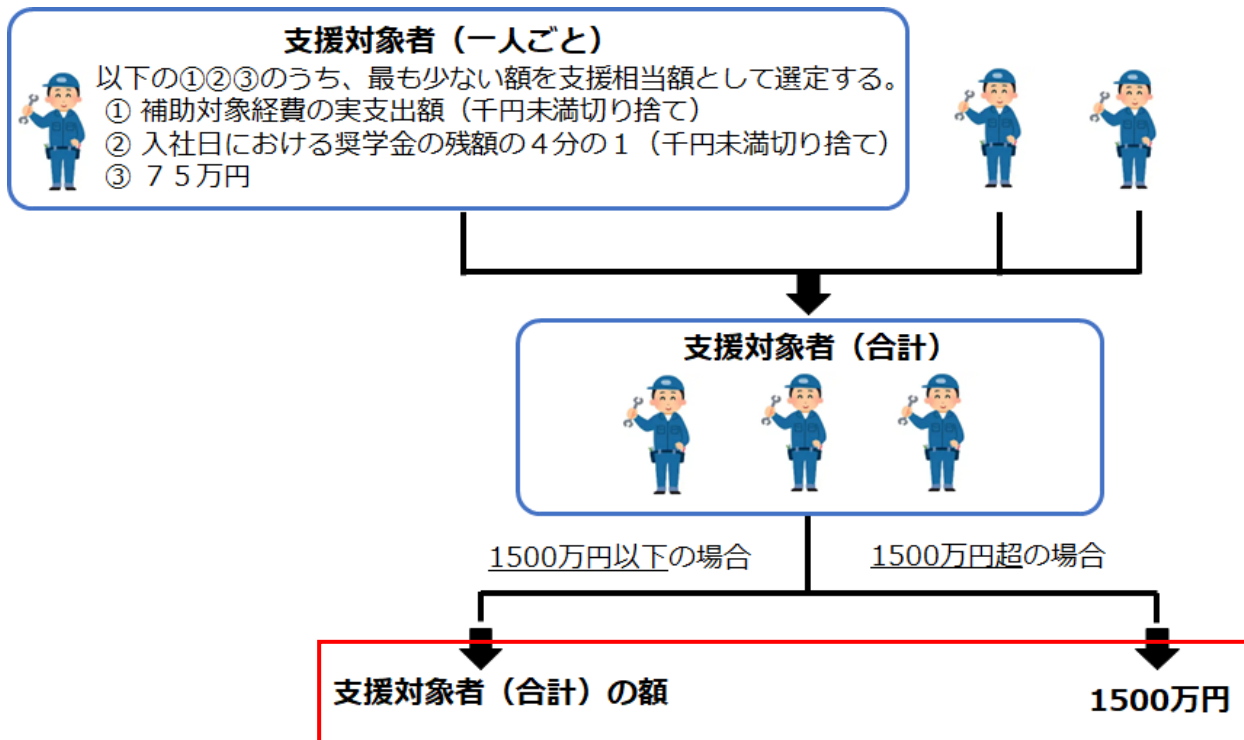 支援対象者（一人ごと）
以下の①②③のうち、最も少ない額を支援相当額として選定する。
① 補助対象経費の実支出額（千円未満切り捨て）
② 入社日における奨学金の残額の４分の１（千円未満切り捨て）
③ ７５万円
支援対象者（合計）
1500万円以下の場合
1500万円超の場合
支援対象者（合計）の額
1500万円